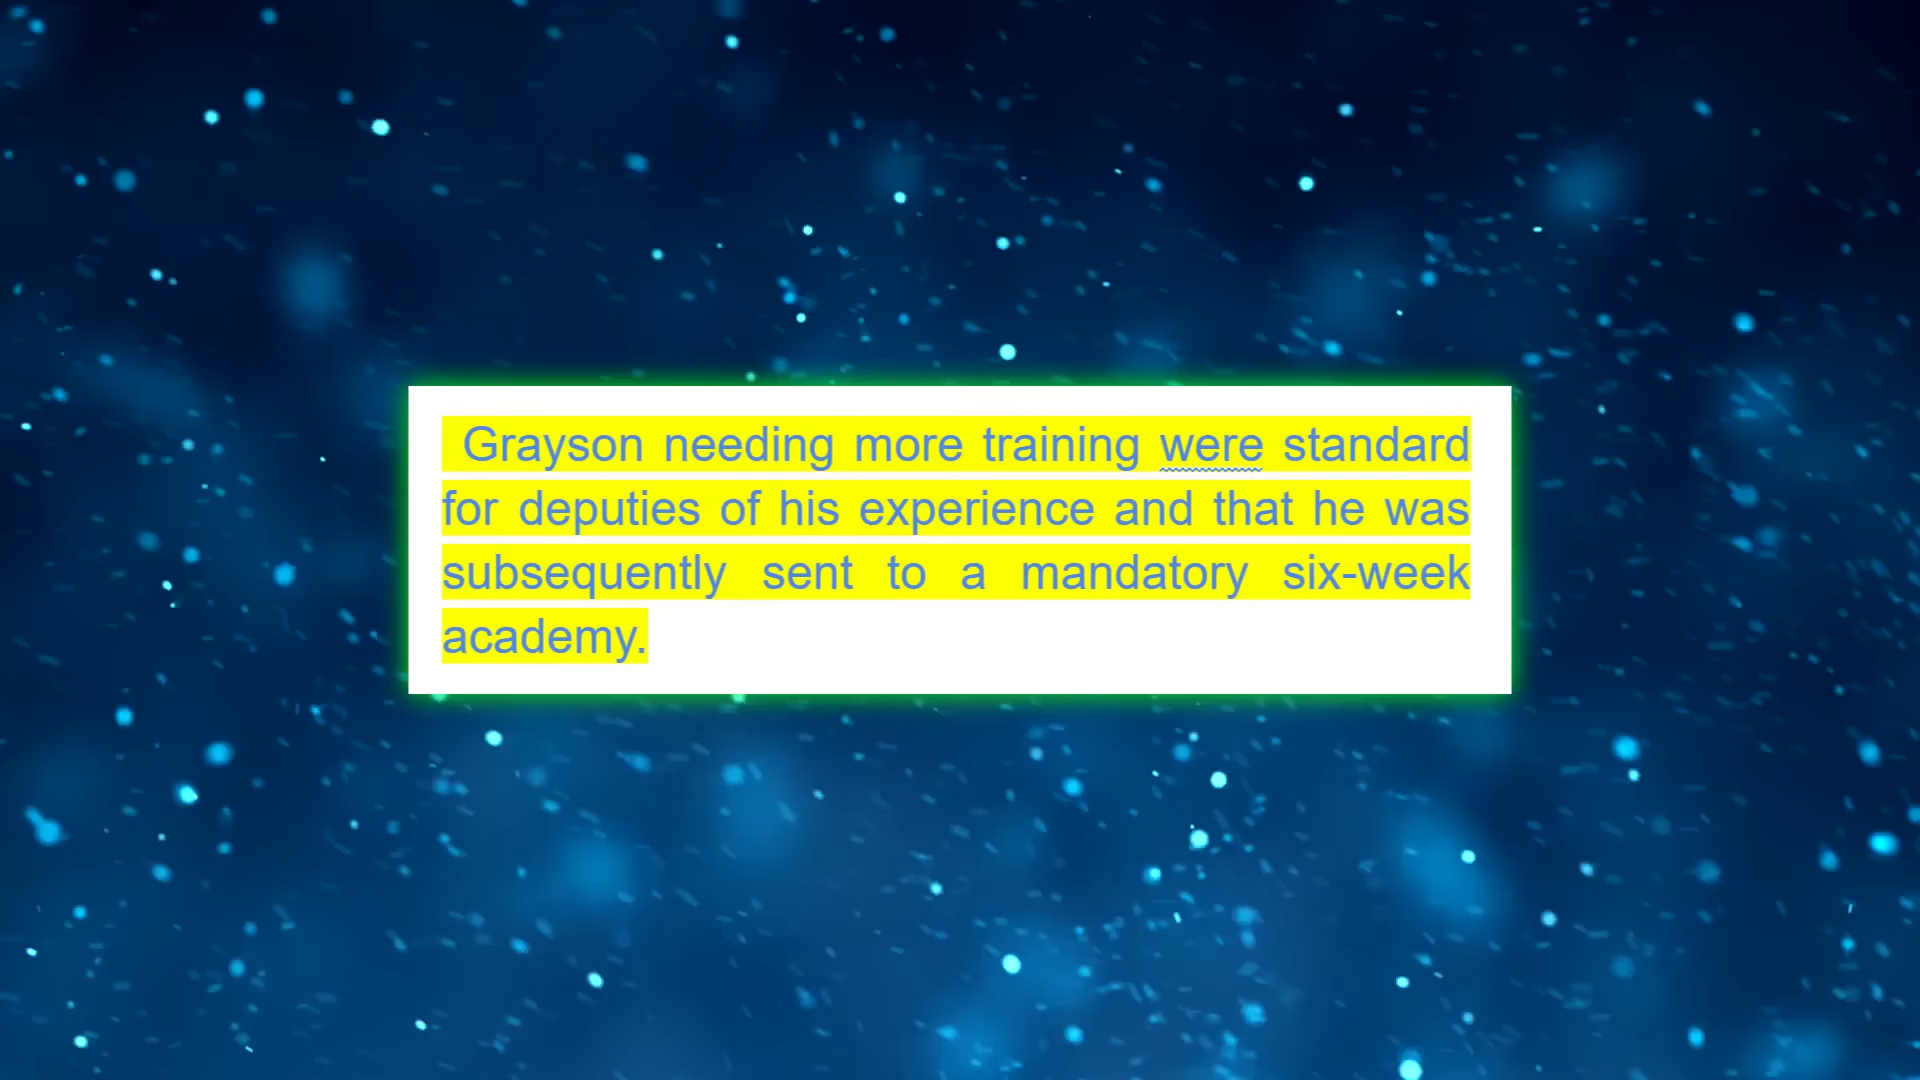 Grayson needing more training were standard
for deputies of his experience and that he was
subsequently sent to a mandatory six-week
academy.